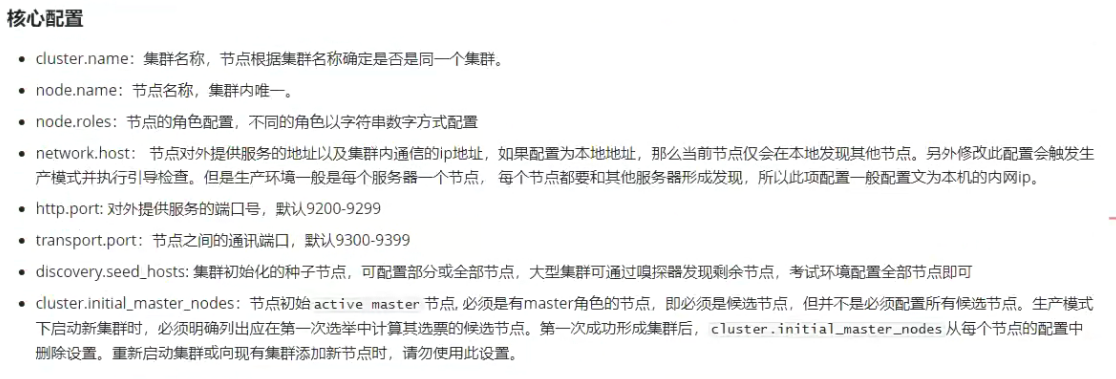 核心配置
cluster.name：集群名称，节点根据集群名称确定是否是同一个集群。
node.name：节点名称，集群内唯一。
node.roles：节点的角色配置，不同的角色以字符串数字方式配置
network.host： 节点对外提供服务的地址以及集群内通信的ip地址，如果配置为本地地址，那么当前节点仅会在本地发现其他节点。另外修改此配置会触发生
产模式并执行引导检查。但是生产环境一般是每个服务器一个节点， 每个节点都要和其他服务器形成发现，所以此项配置一般配置文为本机的内网ip。
http.port: 对外提供服务的端口号，默认9200-9299
transport.port：节点之间的通讯端口，默认9300-9399
discovery.seed_hosts: 集群初始化的种子节点，可配置部分或全部节点，大型集群可通过嗅探器发现剩余节点，考试环境配置全部节点即可
cluster.initial_master_nodes：节点初始 active master 节点, 必须是有master角色的节点，即必须是候选节点，但并不是必须配置所有候选节点。生产模式
下启动新集群时，必须明确列出应在第一次选举中计算其选票的候选节点。第一次成功形成集群后， cluster.initial_master_nodes 从每个节点的配置中
删除设置。重新启动集群或向现有集群添加新节点时，请勿使用此设置。